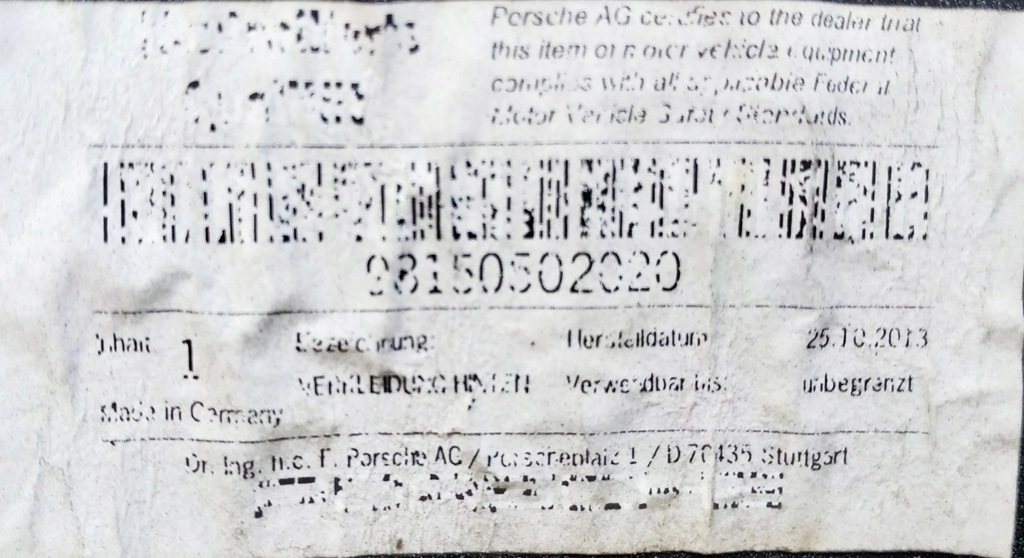 Porsche AG certifies to the dealer that
this item of motor vehicle equipment
complies with all applicable Federal
Motor Vehicle Safety Standards.
98150502020
Inhalt 1 Bezeichnung: Herstelldatum 25.10.2013
VERKLEIDUNG HINTEN Verwendbar bis: unbegrenzt
Made in Germany
Dr. Ing. h.c. F. Porsche AG / Porscheplatz 1 / D 70435 Stuttgart